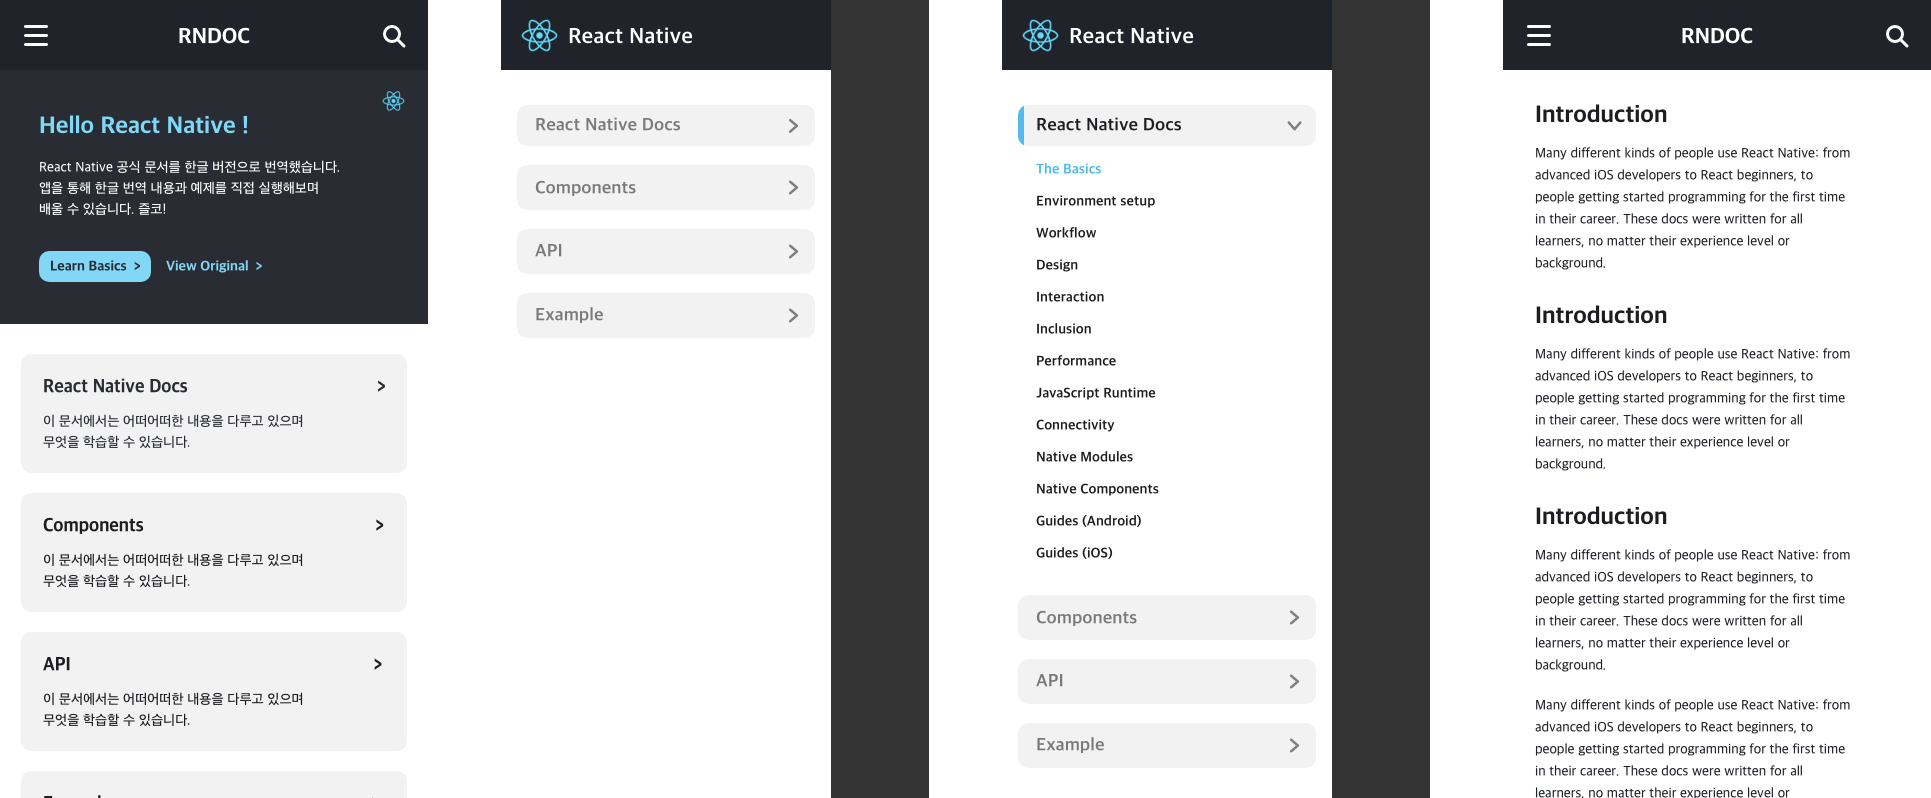 RNDOC
Hello React Native !
React Native 공식 문서를 한글 버전으로 번역했습니다.
앱을 통해 한글 번역 내용과 예제를 직접 실행해보며
배울 수 있습니다. 즐코!
Learn Basics >
View Original >
React Native Docs >
이 문서에서는 어떠어떠한 내용을 다루고 있으며
무엇을 학습할 수 있습니다.
Components >
이 문서에서는 어떠어떠한 내용을 다루고 있으며
무엇을 학습할 수 있습니다.
API >
이 문서에서는 어떠어떠한 내용을 다루고 있으며
무엇을 학습할 수 있습니다.
React Native
React Native Docs
Components
API
Example
React Native
React Native Docs
The Basics
Environment setup
Workflow
Design
Interaction
Inclusion
Performance
JavaScript Runtime
Connectivity
Native Modules
Native Components
Guides (Android)
Guides (iOS)
Components
API
Example
RNDOC
Introduction
Many different kinds of people use React Native: from
advanced iOS developers to React beginners, to
people getting started programming for the first time
in their career. These docs were written for all
learners, no matter their experience level or
background.
Introduction
Many different kinds of people use React Native: from
advanced iOS developers to React beginners, to
people getting started programming for the first time
in their career. These docs were written for all
learners, no matter their experience level or
background.
Introduction
Many different kinds of people use React Native: from
advanced iOS developers to React beginners, to
people getting started programming for the first time
in their career. These docs were written for all
learners, no matter their experience level or
background.
Many different kinds of people use React Native: from
advanced iOS developers to React beginners, to
people getting started programming for the first time
in their career. These docs were written for all
learners, no matter their experience level or